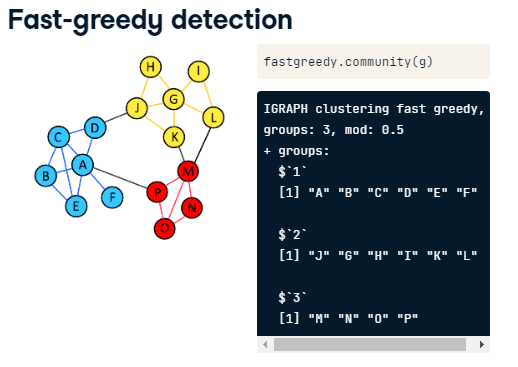 Fast-greedy detection
H
I
J
G
L
D
C
K
A
M
B
P
F
E
N
O
fastgreedy.community(g)
IGRAPH clustering fast greedy,
groups: 3, mod: 0.5
+ groups:
$`1`
[1] "A" "B" "C" "D" "E" "F"
$`2`
[1] "J" "G" "H" "I" "K" "L"
$`3`
[1] "M" "N" "O" "P"